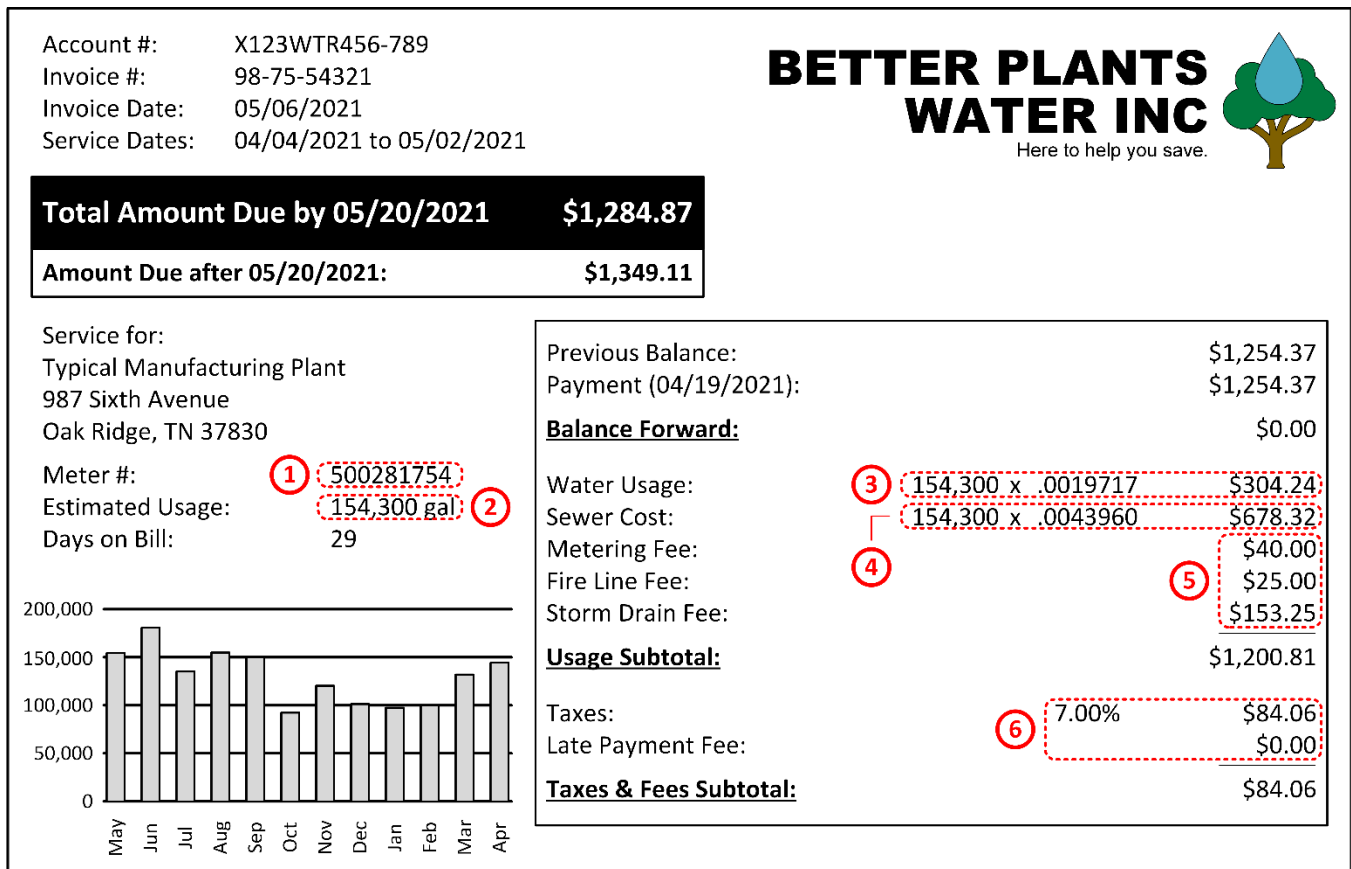 Account #: X123WTR456-789
Invoice #: 98-75-54321
Invoice Date: 05/06/2021
Service Dates: 04/04/2021 to 05/02/2021
BETTER PLANTS
WATER INC
Here to help you save.
Total Amount Due by 05/20/2021 $1,284.87
Amount Due after 05/20/2021: $1,349.11
Service for:
Typical Manufacturing Plant
987 Sixth Avenue
Oak Ridge, TN 37830
Meter #: 1 500281754
Estimated Usage: 154,300 gal 2
Days on Bill: 29
200,000
150,000
100,000
50,000
0
May Jun Jul Aug Sep Oct Nov Dec Jan Feb Mar Apr
Previous Balance: $1,254.37
Payment (04/19/2021): $1,254.37
Balance Forward: $0.00
Water Usage: 3 154,300 x .0019717 $304.24
Sewer Cost: 154,300 x .0043960 $678.32
Metering Fee: 4 $40.00
Fire Line Fee: 5 $25.00
Storm Drain Fee: $153.25
Usage Subtotal: $1,200.81
Taxes: 7.00% $84.06
Late Payment Fee: 6 $0.00
Taxes & Fees Subtotal: $84.06